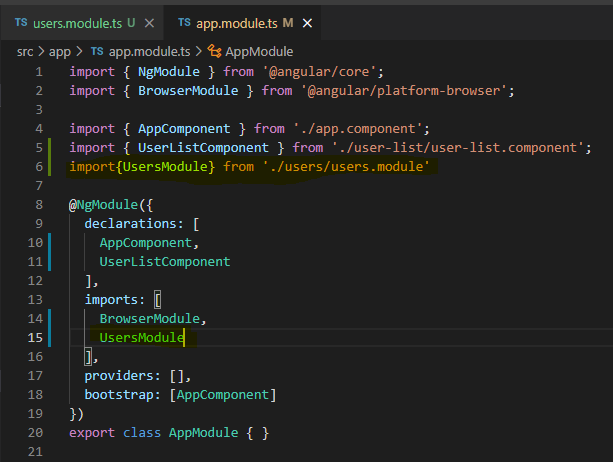 TS users.module.ts U ×
TS app.module.ts M ×
src > app > TS app.module.ts > AppModule
1 import { NgModule } from '@angular/core';
2 import { BrowserModule } from '@angular/platform-browser';
3
4 import { AppComponent } from './app.component';
5 import { UserListComponent } from './user-list/user-list.component';
6 import{UsersModule} from './users/users.module'
7
8 @NgModule({
9   declarations: [
10     AppComponent,
11     UserListComponent
12   ],
13   imports: [
14     BrowserModule,
15     UsersModule
16   ],
17   providers: [],
18   bootstrap: [AppComponent]
19 })
20 export class AppModule { }
21